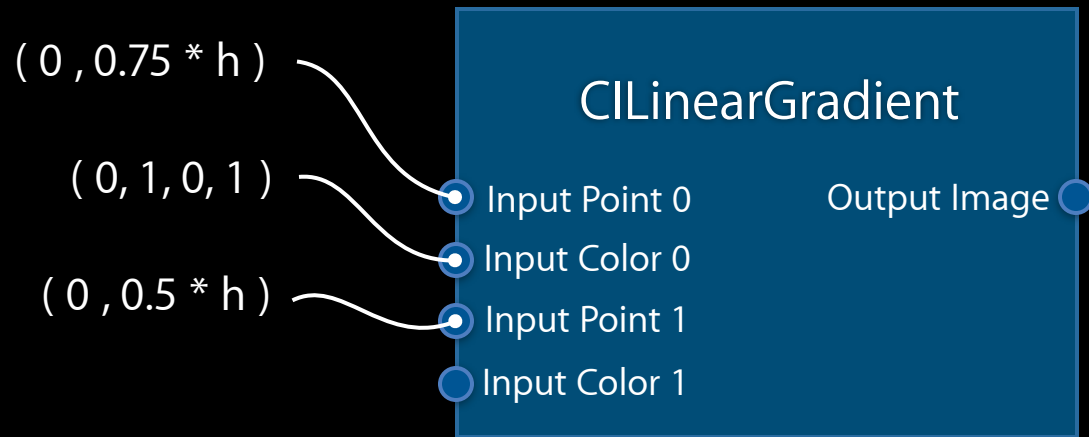 ( 0 , 0.75 * h )
( 0, 1, 0, 1 )
( 0 , 0.5 * h )
CILinearGradient
Input Point 0
Output Image
Input Color 0
Input Point 1
Input Color 1